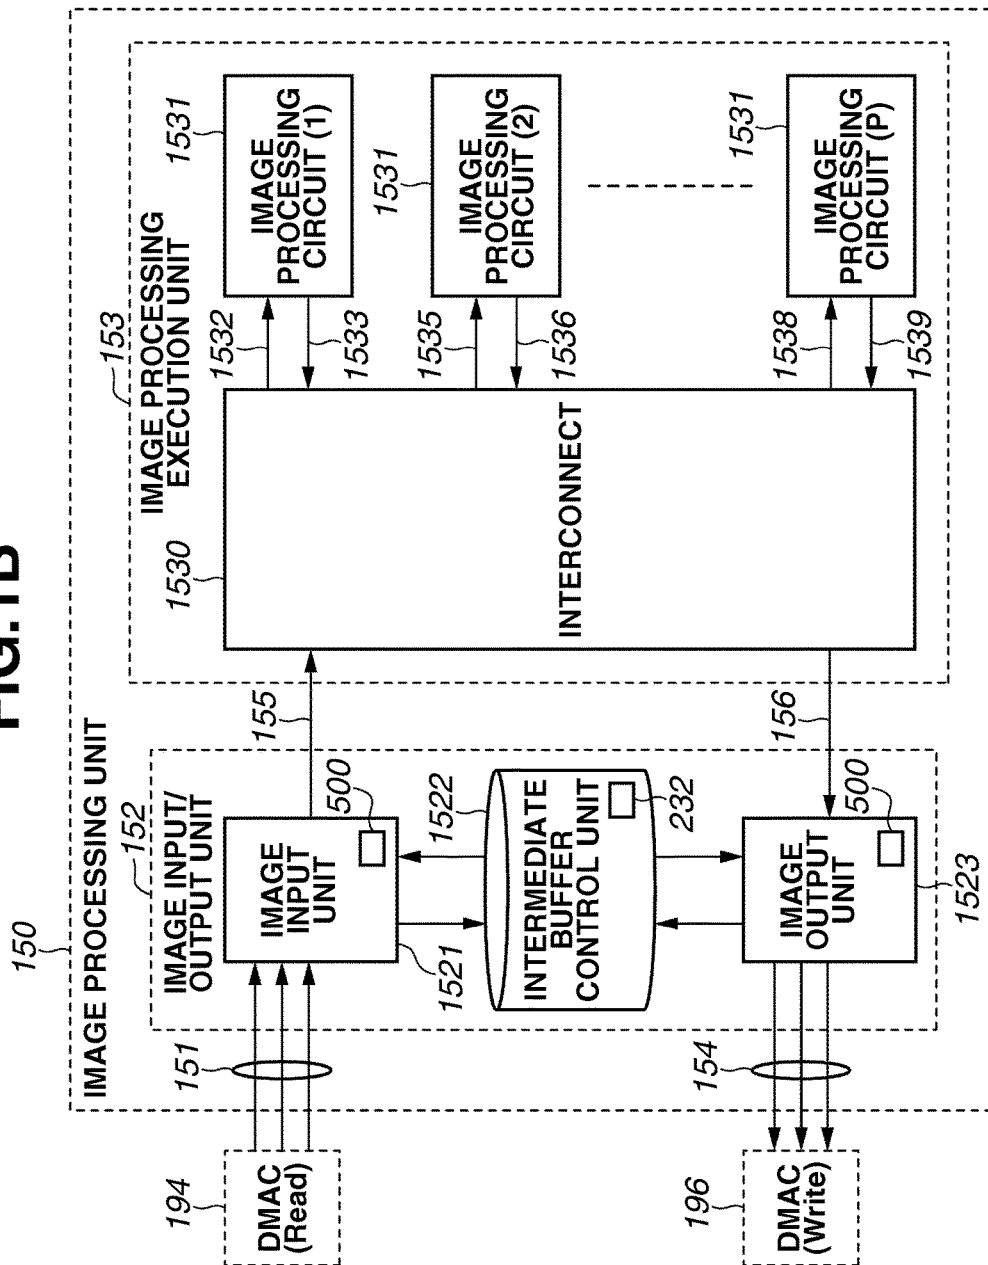 FIG.1B
150
IMAGE PROCESSING UNIT
152
IMAGE INPUT/
OUTPUT UNIT
153
IMAGE PROCESSING
EXECUTION UNIT
194
DMAC
(Read)
151
IMAGE
INPUT
UNIT
500
1521
155
1530
INTERCONNECT
1532
1533
1531
IMAGE
PROCESSING
CIRCUIT (1)
1522
INTERMEDIATE
BUFFER
CONTROL UNIT
232
1535
1536
1531
IMAGE
PROCESSING
CIRCUIT (2)
196
DMAC
(Write)
154
IMAGE
OUTPUT
UNIT
500
1523
156
1538
1539
1531
IMAGE
PROCESSING
CIRCUIT (P)